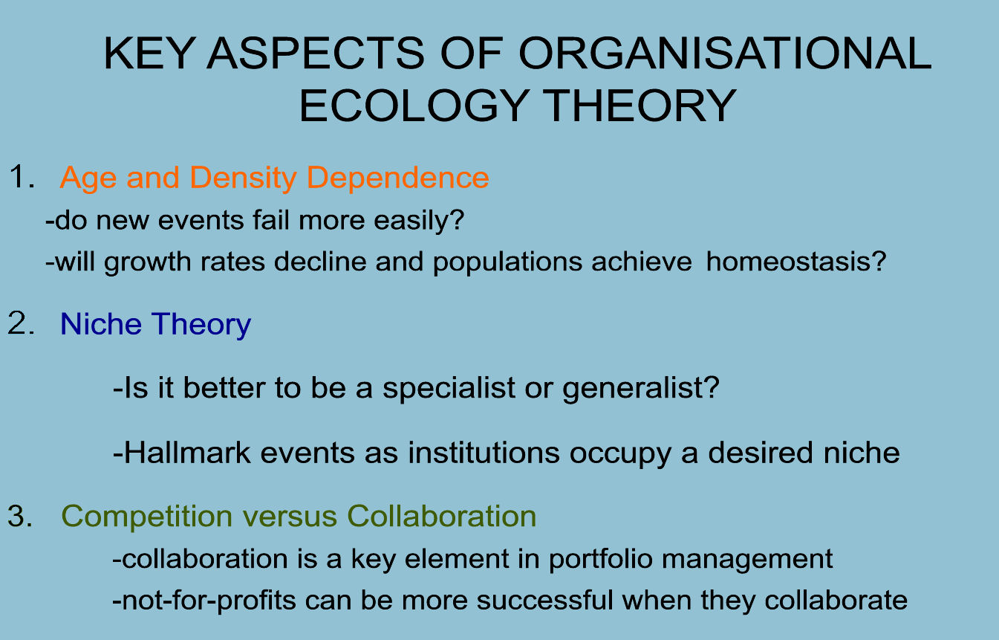 KEY ASPECTS OF ORGANISATIONAL
ECOLOGY THEORY
1. Age and Density Dependence
-do new events fail more easily?
-will growth rates decline and populations achieve homeostasis?
2. Niche Theory
-Is it better to be a specialist or generalist?
-Hallmark events as institutions occupy a desired niche
3. Competition versus Collaboration
-collaboration is a key element in portfolio management
-not-for-profits can be more successful when they collaborate